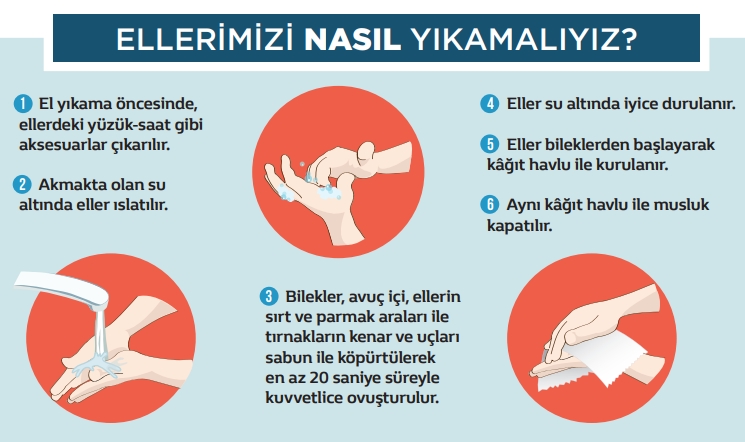 ELLERİMİZİ NASIL YIKAMALIYIZ?
1 El yıkama öncesinde,
ellerdeki yüzük-saat gibi
aksesuarlar çıkarılır.
2 Akmakta olan su
altında eller ıslatılır.
3 Bilekler, avuç içi, ellerin
sırt ve parmak araları ile
tırnakların kenar ve uçları
sabun ile köpürtülerek
en az 20 saniye süreyle
kuvvetlice ovuşturulur.
4 Eller su altında iyice durulanır.
5 Eller bileklerden başlayarak
kâğıt havlu ile kurulanır.
6 Aynı kâğıt havlu ile musluk
kapatılır.